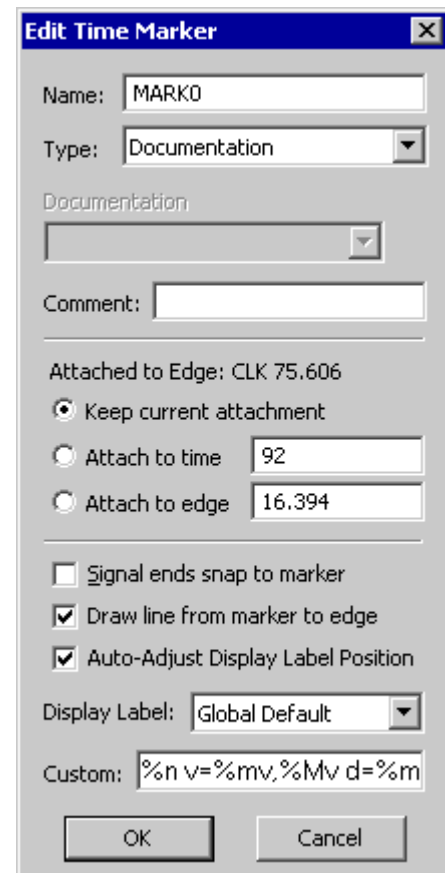 Edit Time Marker
Name: MARK0
Type: Documentation
Documentation
Comment:
Attached to Edge: CLK 75.606
Keep current attachment
Attach to time 92
Attach to edge 16.394
Signal ends snap to marker
Draw line from marker to edge
Auto-Adjust Display Label Position
Display Label: Global Default
Custom: %n v=%mv,%Mv d=%m
OK Cancel